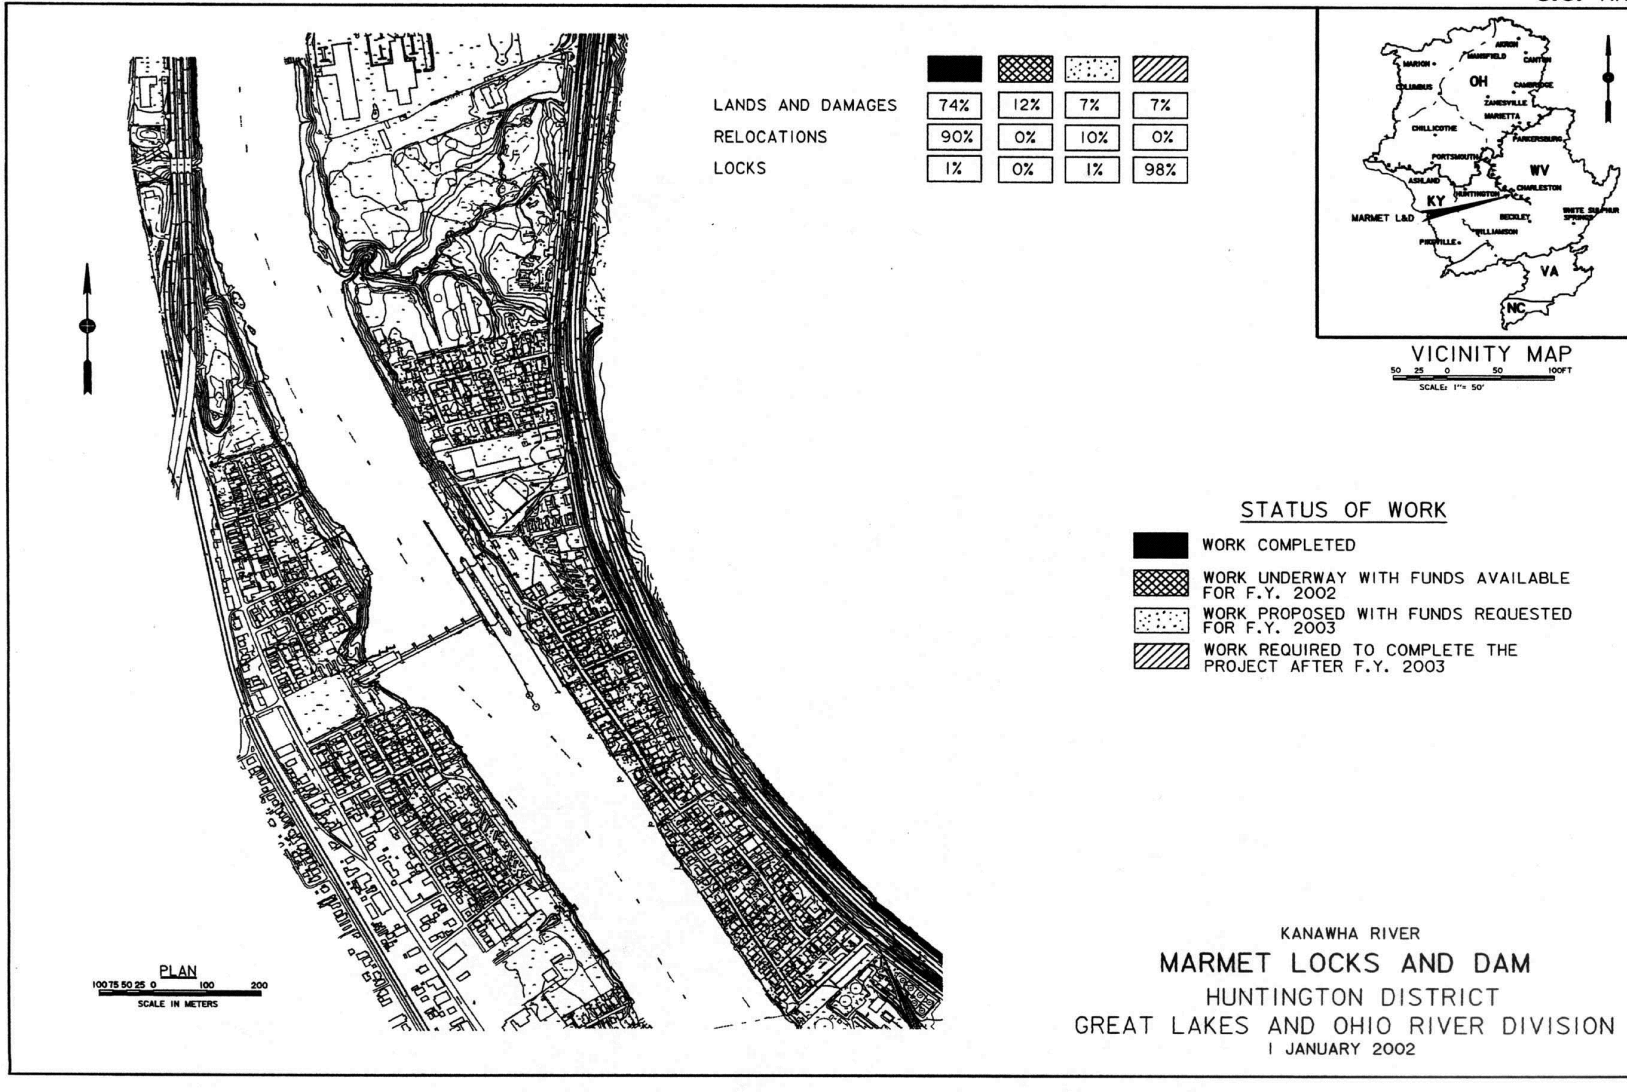 LANDS AND DAMAGES 74% 12% 7% 7%
RELOCATIONS 90% 0% 10% 0%
LOCKS 1% 0% 1% 98%
AKRON
MANSFIELD
CANTON
MARION
OH
COLUMBUS
CAMBRIDGE
ZANESVILLE
MARIETTA
CHILLICOTHE
PARKERSBURG
PORTSMOUTH
WV
ASHLAND
HUNTINGTON
CHARLESTON
KY
MARMET L&D
BECKLEY
WHITE SULPHUR
SPRINGS
WILLIAMSON
PIKEVILLE
VA
NC
VICINITY MAP
50 25 0 50 100FT
SCALE: 1"= 50'
STATUS OF WORK
WORK COMPLETED
WORK UNDERWAY WITH FUNDS AVAILABLE
FOR F.Y. 2002
WORK PROPOSED WITH FUNDS REQUESTED
FOR F.Y. 2003
WORK REQUIRED TO COMPLETE THE
PROJECT AFTER F.Y. 2003
PLAN
100 75 50 25 0 100 200
SCALE IN METERS
KANAWHA RIVER
MARMET LOCKS AND DAM
HUNTINGTON DISTRICT
GREAT LAKES AND OHIO RIVER DIVISION
1 JANUARY 2002